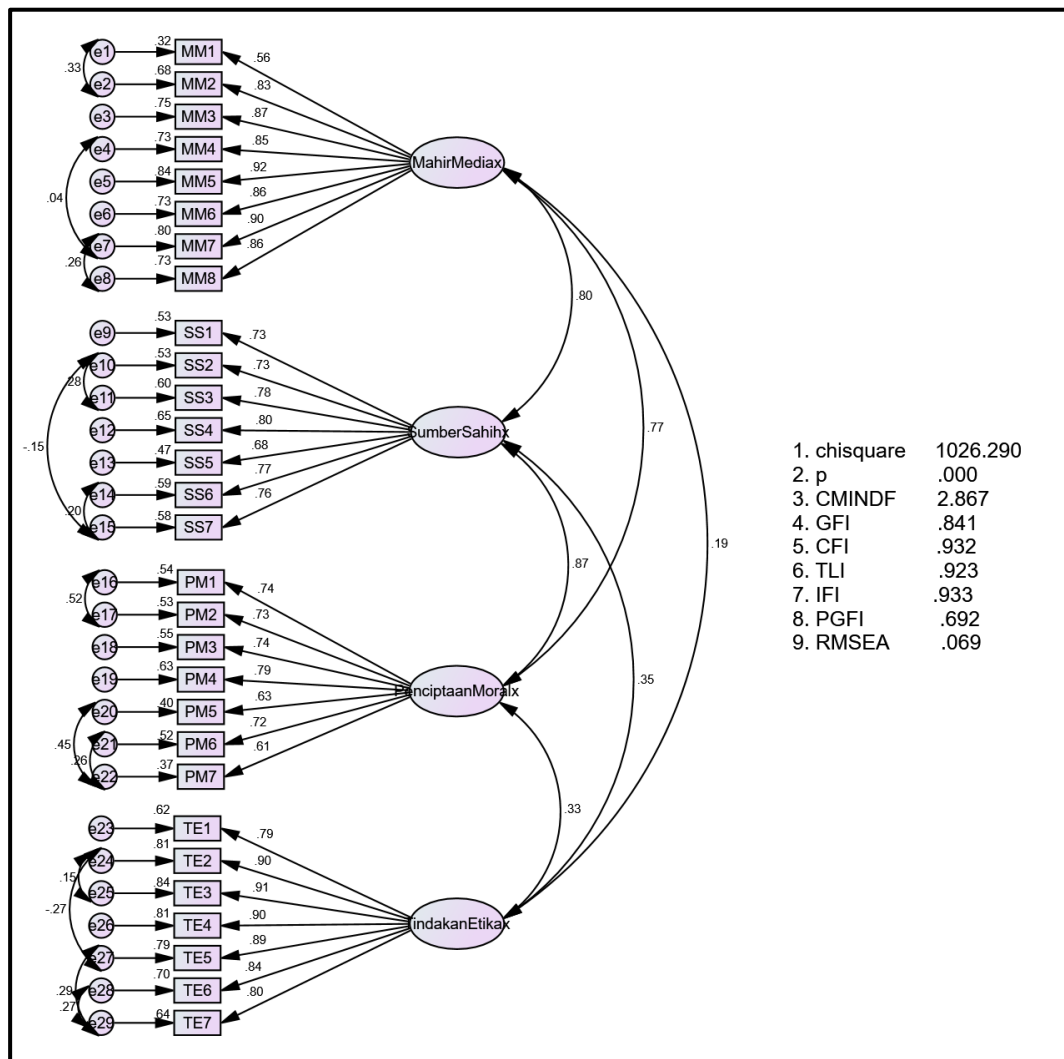 .32
e1
MM1
.56
.33
.68
e2
MM2
.83
.75
e3
MM3
.87
.73
e4
MM4
.85
MahirMediax
.84
e5
MM5
.92
.04
.73
e6
MM6
.86
.80
e7
MM7
.90
.26
.73
e8
MM8
.86
.80
.53
e9
SS1
.73
.53
e10
SS2
.73
.28
.60
e11
SS3
.78
.65
e12
SS4
.80
SumberSahihx
.77
-.15
.47
e13
SS5
.68
.59
e14
SS6
.77
.20
.58
e15
SS7
.76
.19
.87
.54
e16
PM1
.74
.52
.53
e17
PM2
.73
.55
e18
PM3
.74
.63
e19
PM4
.79
PenciptaanMoralx
.35
.40
e20
PM5
.63
.45
.52
e21
PM6
.72
.26
.37
e22
PM7
.61
.33
.62
e23
TE1
.79
.81
e24
TE2
.90
.15
.84
e25
TE3
.91
-.27
.81
e26
TE4
.90
TindakanEtikax
.79
e27
TE5
.89
.29
.70
e28
TE6
.84
.27
.64
e29
TE7
.80
1. chisquare 1026.290
2. p .000
3. CMINDF 2.867
4. GFI .841
5. CFI .932
6. TLI .923
7. IFI .933
8. PGFI .692
9. RMSEA .069